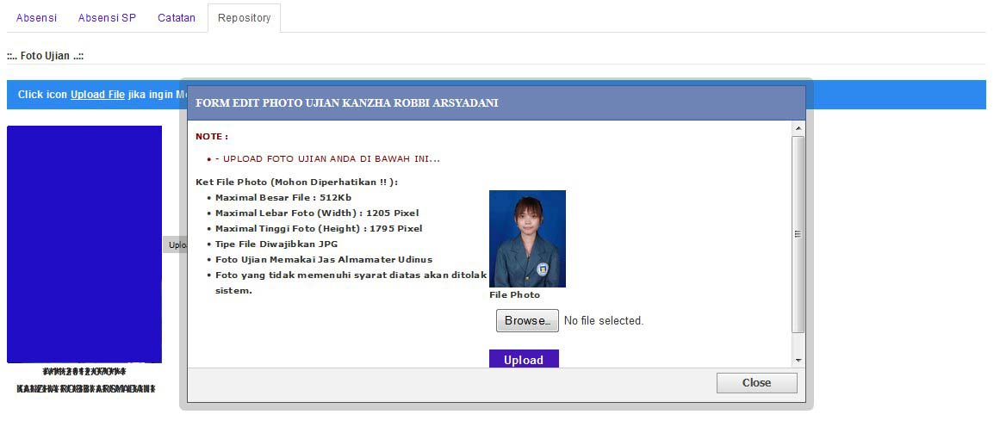 Absensi Absensi SP Catatan Repository
::.. Foto Ujian ..::
Click icon Upload File jika ingin M
FORM EDIT PHOTO UJIAN KANZHA ROBBI ARSYADANI
NOTE :
- UPLOAD FOTO UJIAN ANDA DI BAWAH INI...
Ket File Photo (Mohon Diperhatikan !! ):
Maximal Besar File : 512Kb
Maximal Lebar Foto (Width) : 1205 Pixel
Maximal Tinggi Foto (Height) : 1795 Pixel
Tipe File Diwajibkan JPG
Foto Ujian Memakai Jas Almamater Udinus
Foto yang tidak memenuhi syarat diatas akan ditolak
sistem.
File Photo
Browse... No file selected.
Upload
Close
Uplo
KANZHA ROBBI ARSYADANI